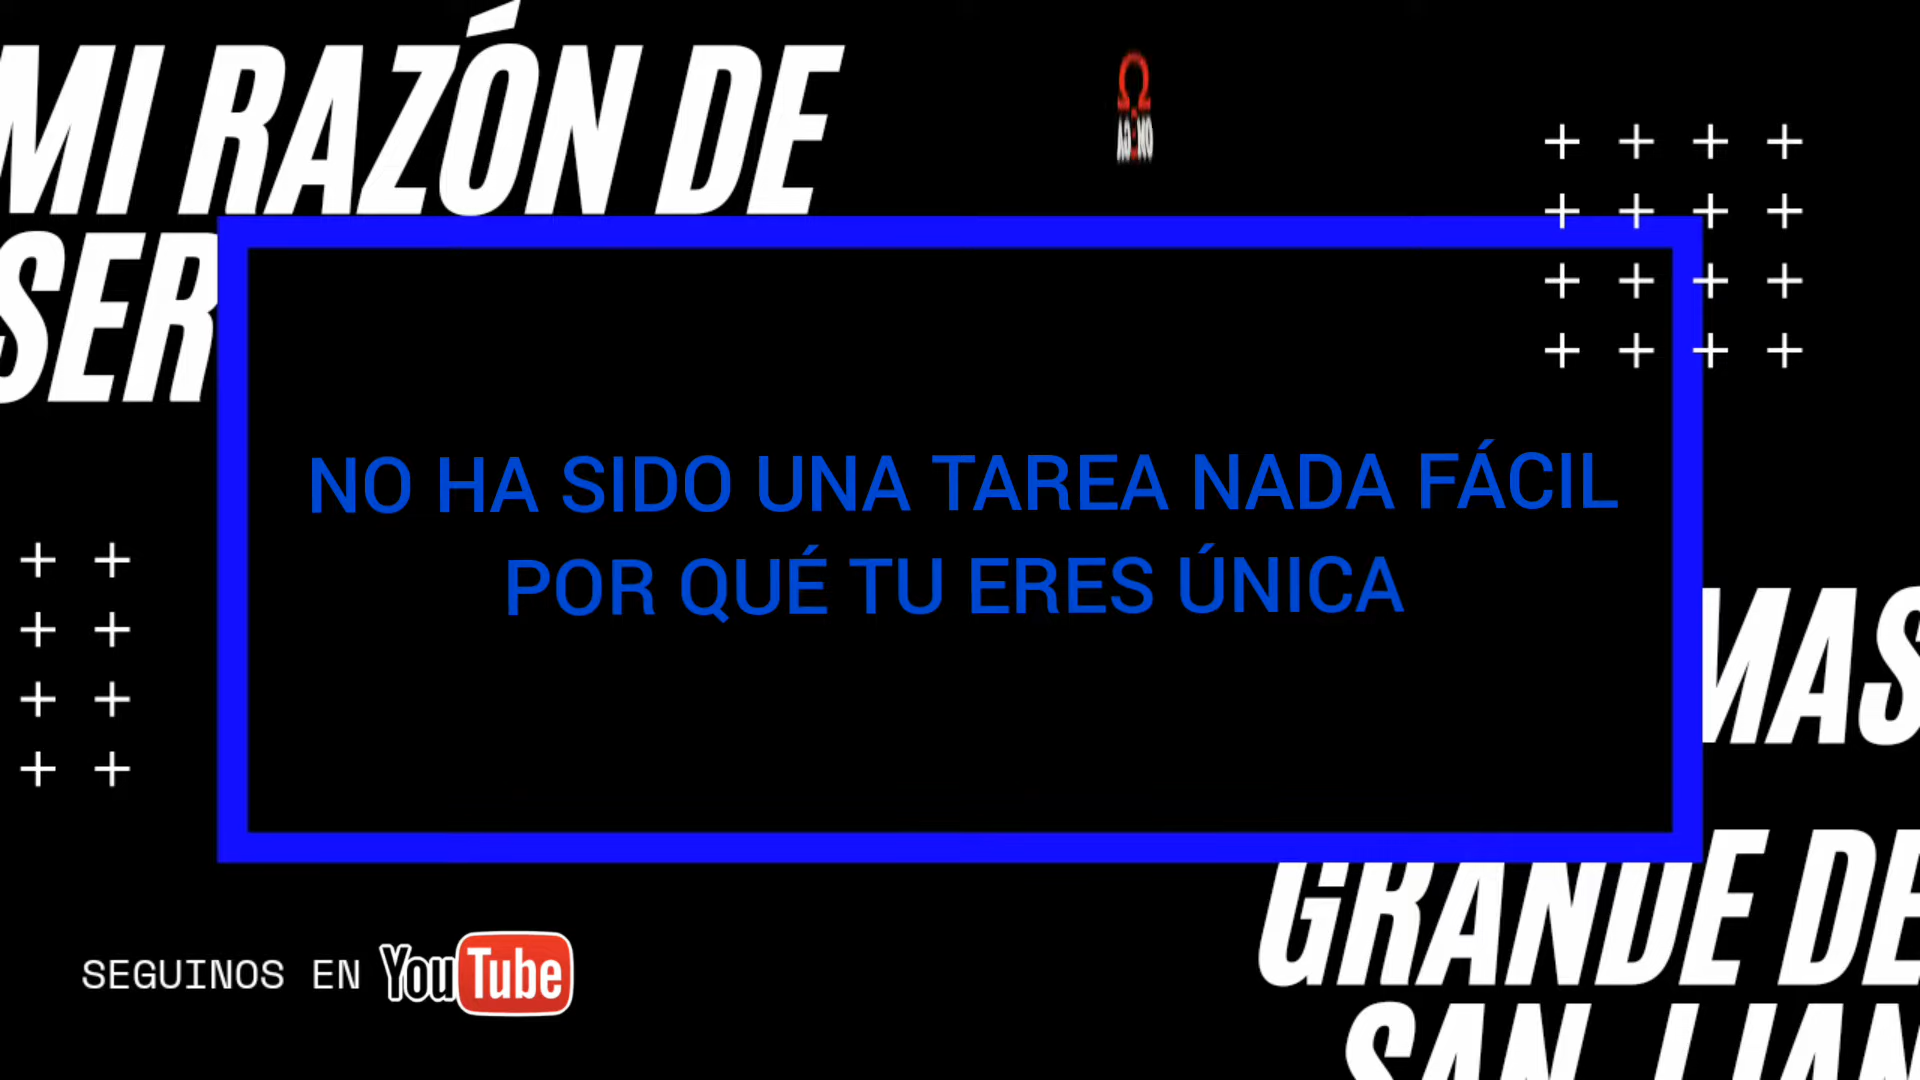 MI RAZÓN DE
SER
NO HA SIDO UNA TAREA NADA FÁCIL
POR QUÉ TU ERES ÚNICA
MAS
GRANDE DE
SAN
SEGUINOS EN YouTube